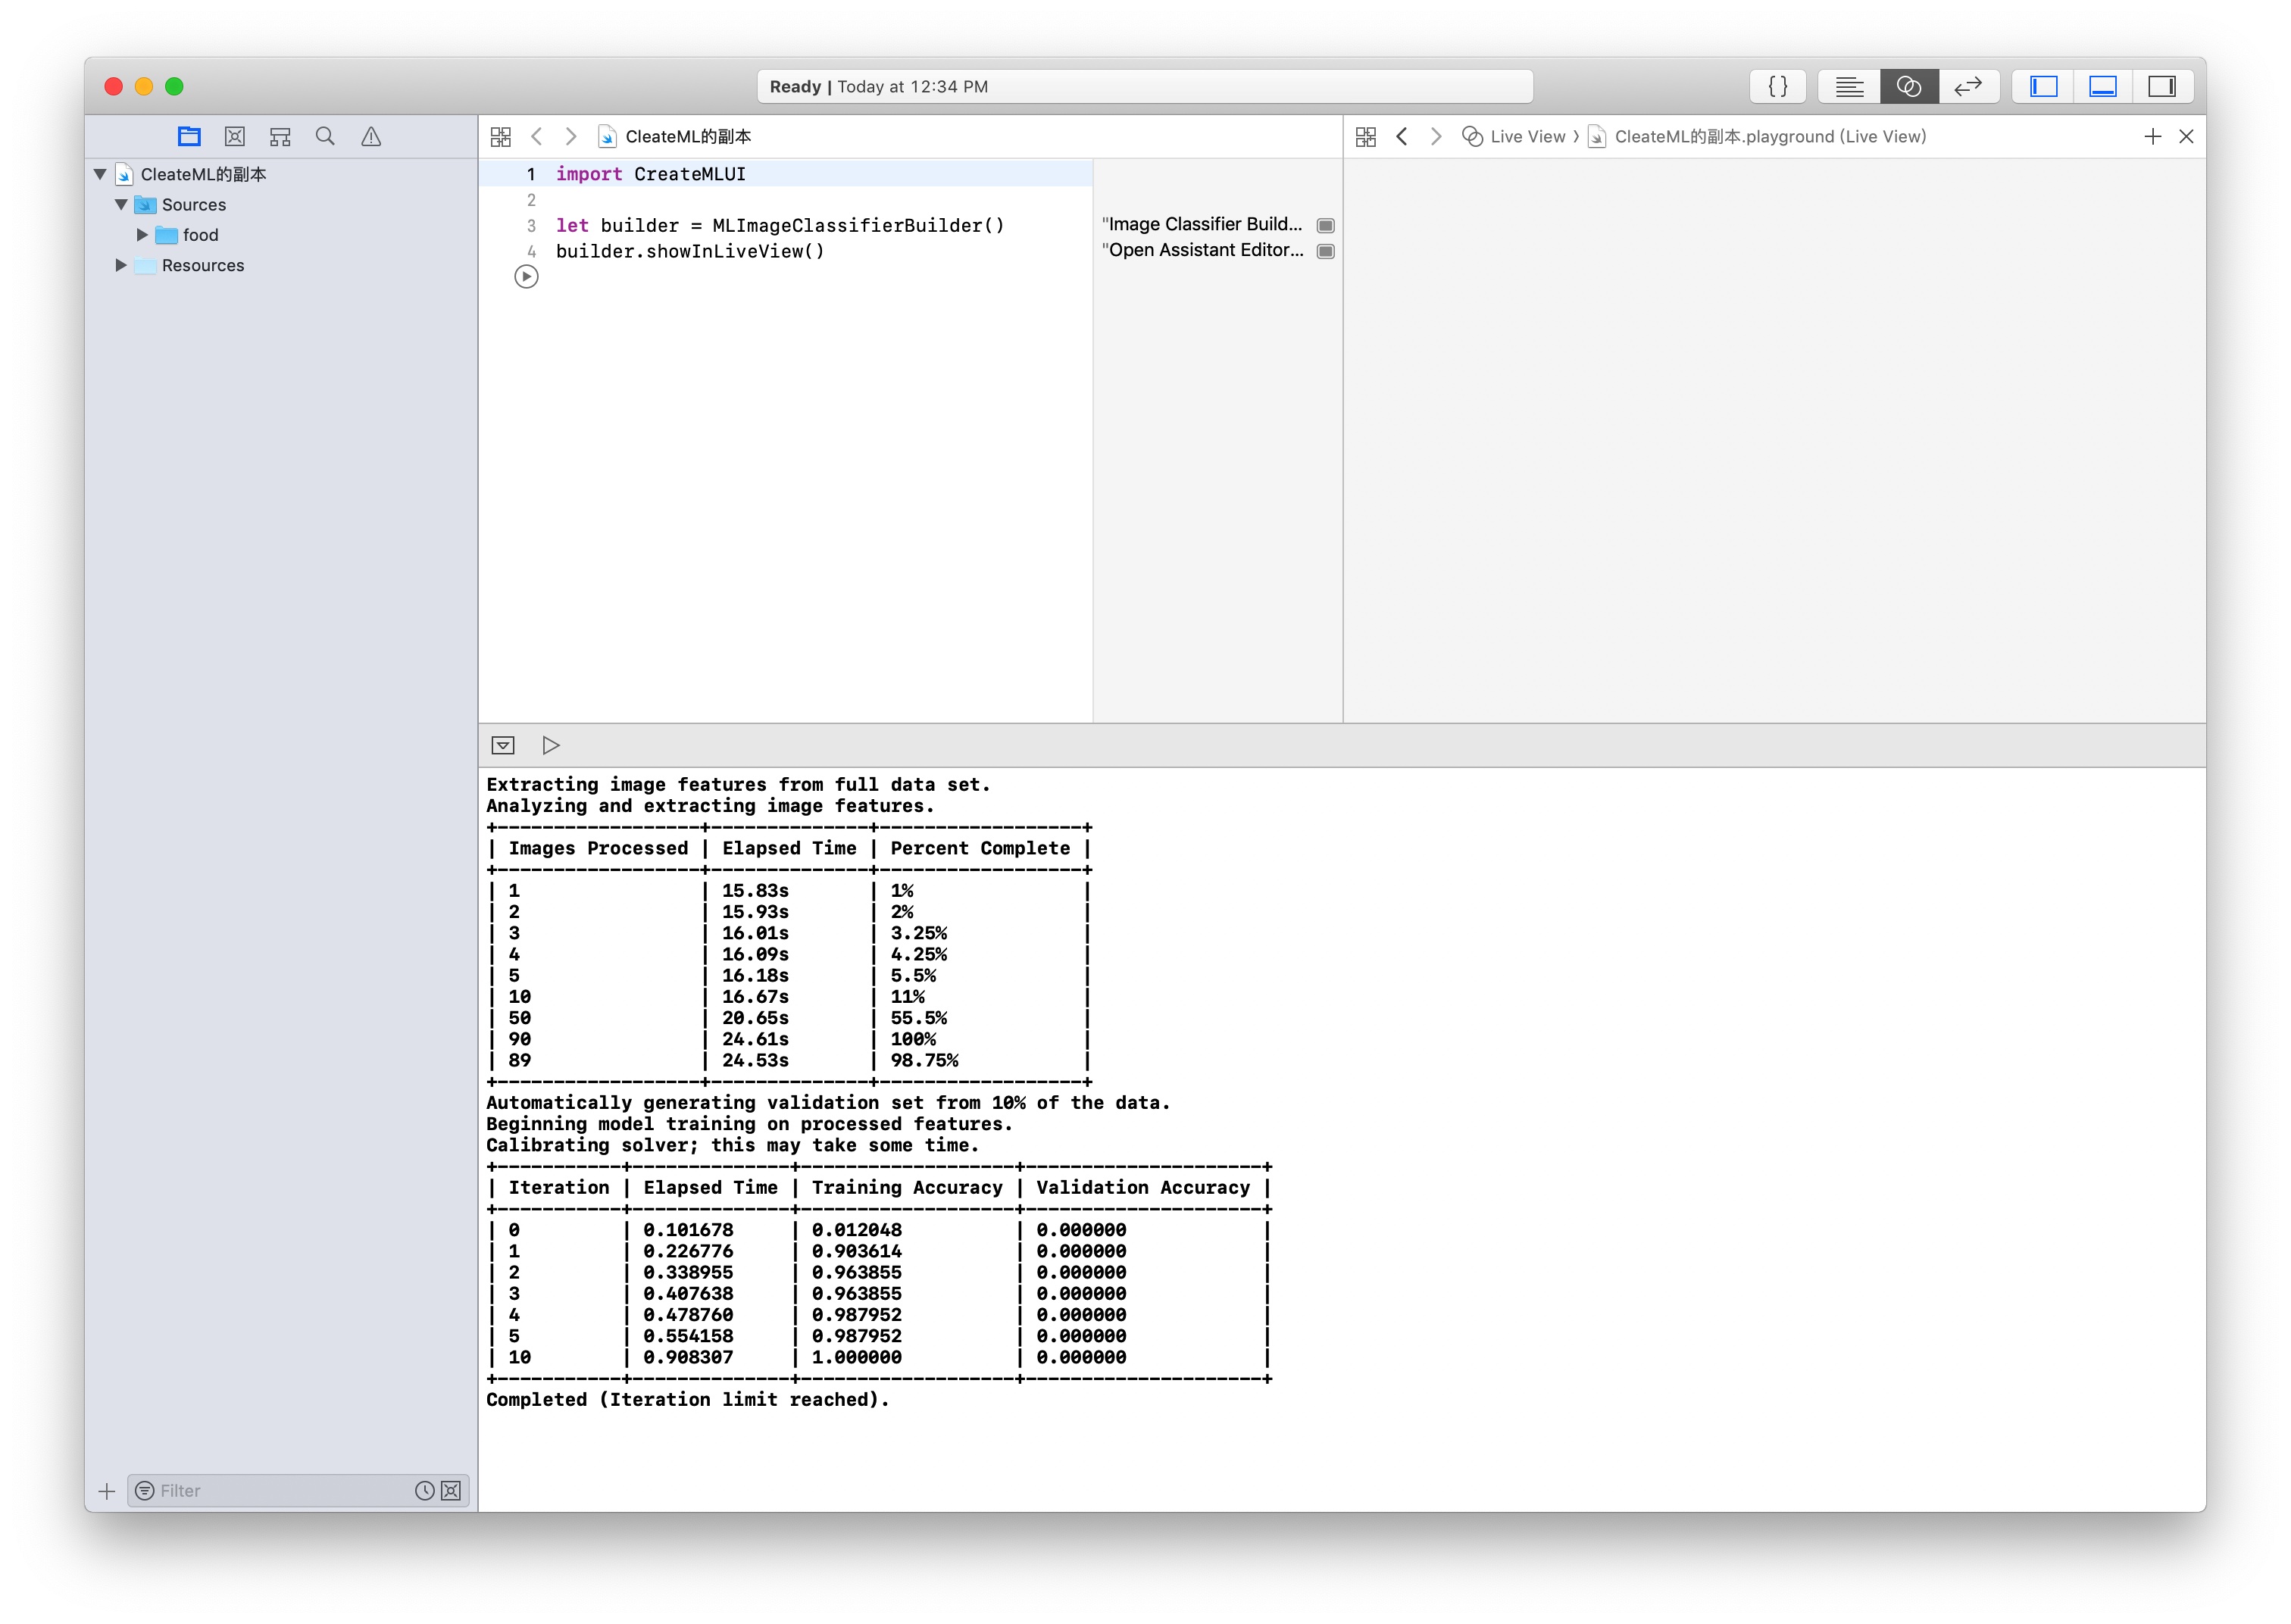 Ready | Today at 12:34 PM
CleateML的副本
Live View
CleateML的副本.playground (Live View)
CleateML的副本
Sources
food
Resources
1 import CreateMLUI
2
3 let builder = MLImageClassifierBuilder()
4 builder.showInLiveView()
"Image Classifier Build...
"Open Assistant Editor...
Extracting image features from full data set.
Analyzing and extracting image features.
+------------------+--------------+------------------+
| Images Processed | Elapsed Time | Percent Complete |
+------------------+--------------+------------------+
| 1                | 15.83s       | 1%               |
| 2                | 15.93s       | 2%               |
| 3                | 16.01s       | 3.25%            |
| 4                | 16.09s       | 4.25%            |
| 5                | 16.18s       | 5.5%             |
| 10               | 16.67s       | 11%              |
| 50               | 20.65s       | 55.5%            |
| 90               | 24.61s       | 100%             |
| 89               | 24.53s       | 98.75%           |
+------------------+--------------+------------------+
Automatically generating validation set from 10% of the data.
Beginning model training on processed features.
Calibrating solver; this may take some time.
+-----------+--------------+-------------------+---------------------+
| Iteration | Elapsed Time | Training Accuracy | Validation Accuracy |
+-----------+--------------+-------------------+---------------------+
| 0         | 0.101678     | 0.012048          | 0.000000            |
| 1         | 0.226776     | 0.903614          | 0.000000            |
| 2         | 0.338955     | 0.963855          | 0.000000            |
| 3         | 0.407638     | 0.963855          | 0.000000            |
| 4         | 0.478760     | 0.987952          | 0.000000            |
| 5         | 0.554158     | 0.987952          | 0.000000            |
| 10        | 0.908307     | 1.000000          | 0.000000            |
+-----------+--------------+-------------------+---------------------+
Completed (Iteration limit reached).
Filter